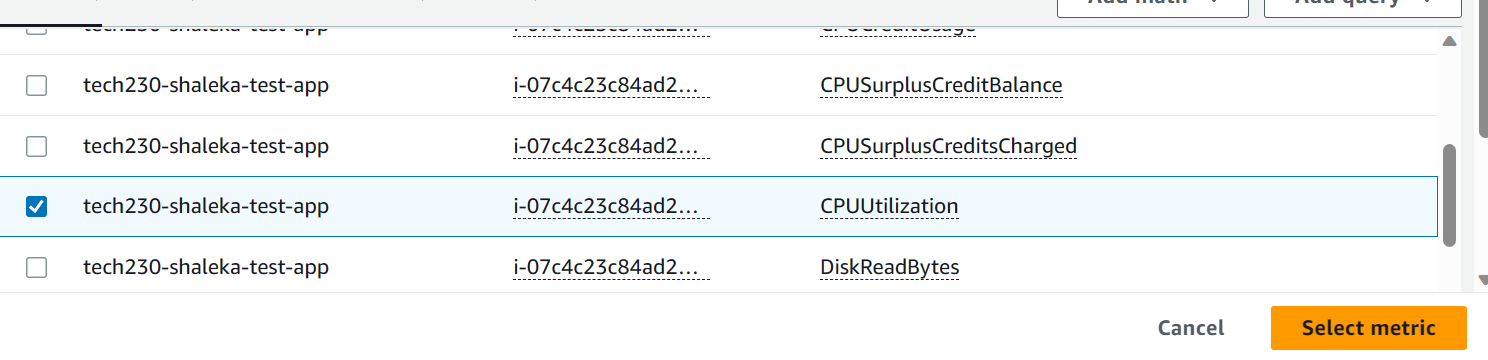 Add math Add query
tech230-shaleka-test-app i-07c4c23c84ad2... CPUCreditUsage
tech230-shaleka-test-app i-07c4c23c84ad2... CPUSurplusCreditBalance
tech230-shaleka-test-app i-07c4c23c84ad2... CPUSurplusCreditsCharged
tech230-shaleka-test-app i-07c4c23c84ad2... CPUUtilization
tech230-shaleka-test-app i-07c4c23c84ad2... DiskReadBytes
Cancel Select metric